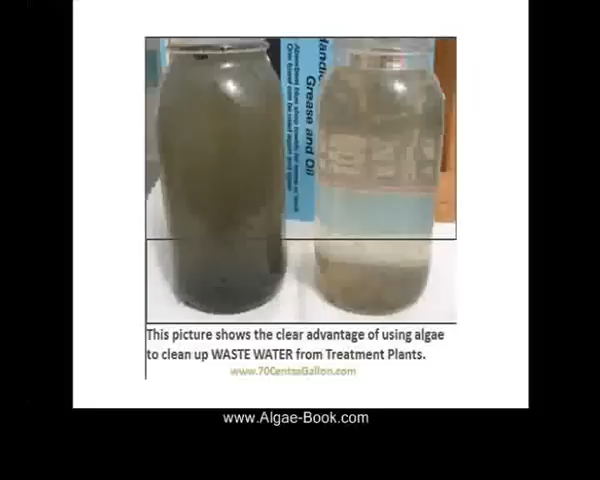 Grease and Oil
This picture shows the clear advantage of using algae
to clean up WASTE WATER from Treatment Plants.
www.70CentsaGallon.com
www.Algae-Book.com